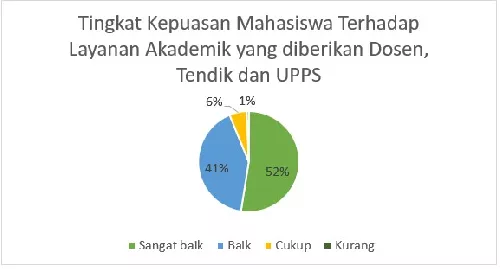 Tingkat Kepuasan Mahasiswa Terhadap
Layanan Akademik yang diberikan Dosen,
Tendik dan UPPS
6% 1%
41% 52%
Sangat baik Baik Cukup Kurang